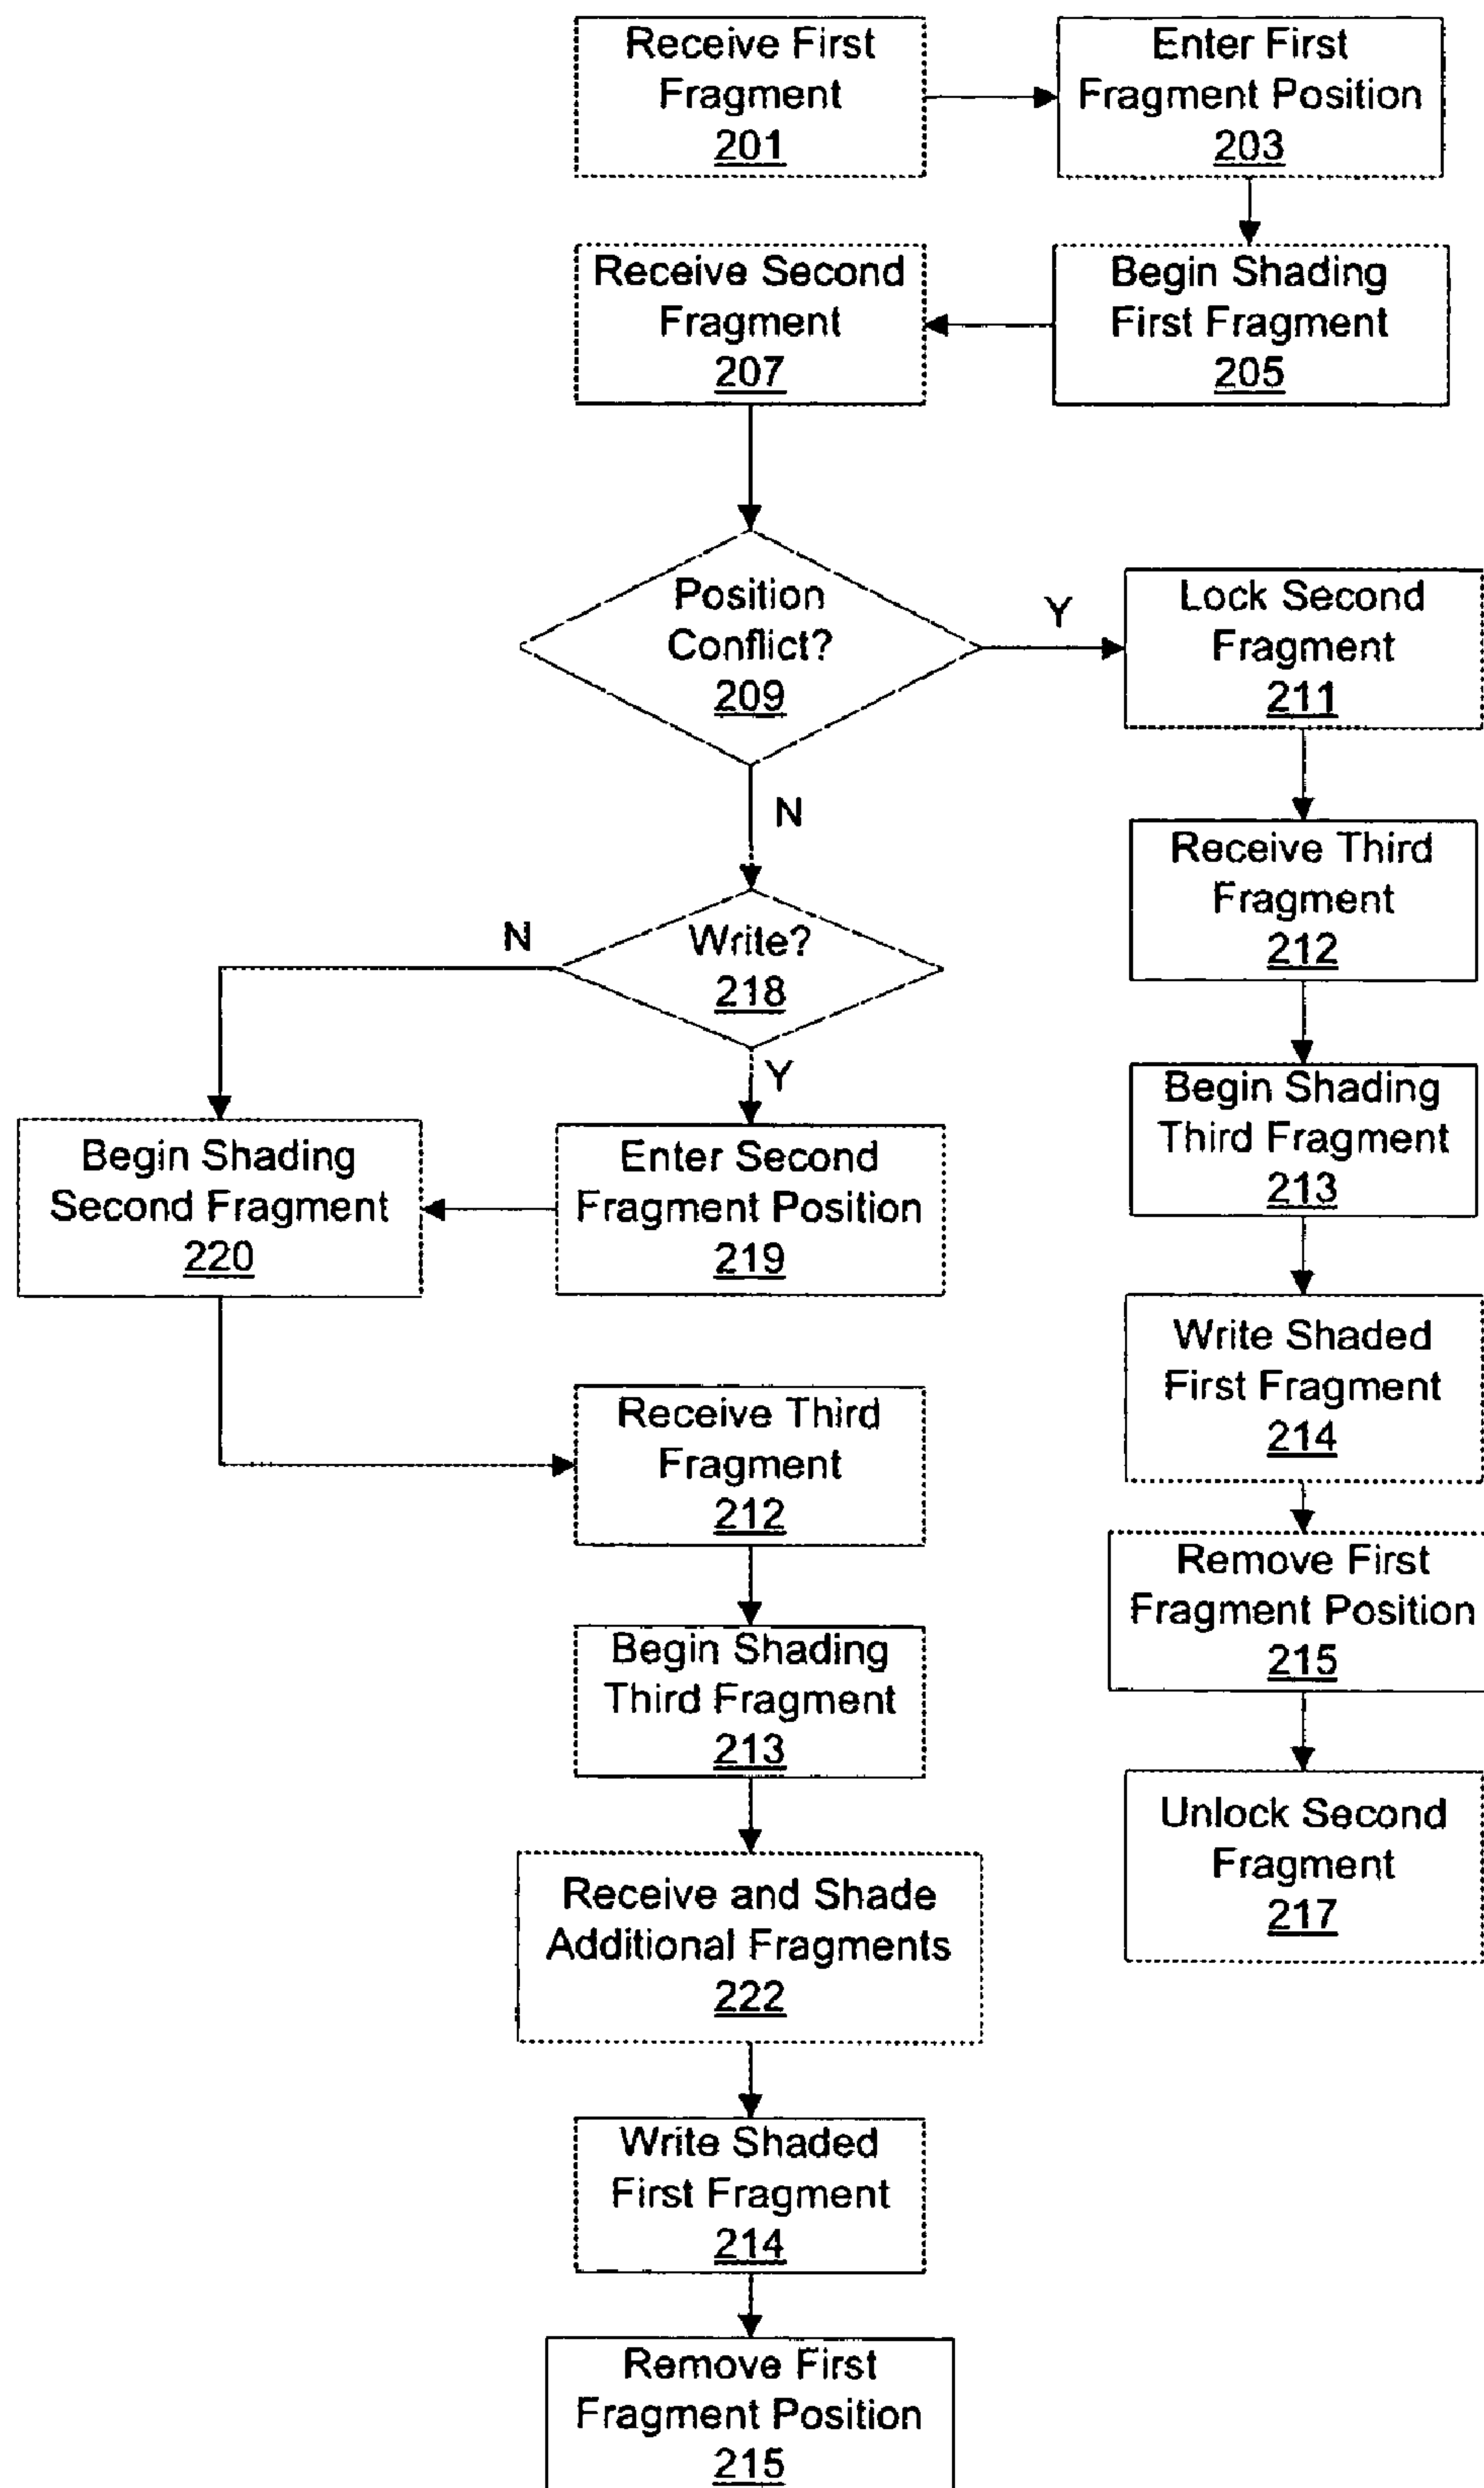 Receive First
Fragment
201
Enter First
Fragment Position
203
Receive Second
Fragment
207
Begin Shading
First Fragment
205
Position
Conflict?
209
Y
Lock Second
Fragment
211
N
Receive Third
Fragment
212
N
Write?
218
Y
Begin Shading
Third Fragment
213
Begin Shading
Second Fragment
220
Enter Second
Fragment Position
219
Write Shaded
First Fragment
214
Receive Third
Fragment
212
Remove First
Fragment Position
215
Begin Shading
Third Fragment
213
Unlock Second
Fragment
217
Receive and Shade
Additional Fragments
222
Write Shaded
First Fragment
214
Remove First
Fragment Position
215